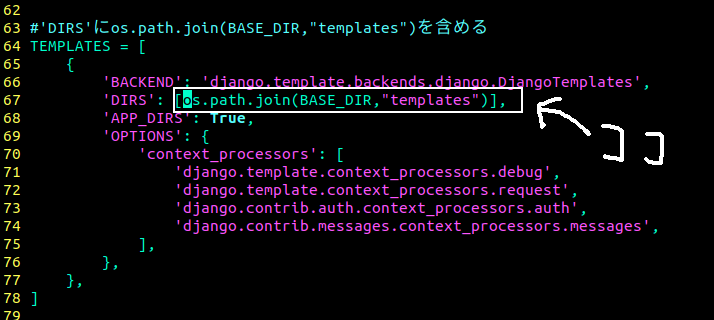 62
63 #'DIRS'にos.path.join(BASE_DIR,"templates")を含める
64 TEMPLATES = [
65     {
66         'BACKEND': 'django.template.backends.django.DjangoTemplates',
67         'DIRS': [os.path.join(BASE_DIR,"templates")],
68         'APP_DIRS': True,
ココ
69         'OPTIONS': {
70             'context_processors': [
71                 'django.template.context_processors.debug',
72                 'django.template.context_processors.request',
73                 'django.contrib.auth.context_processors.auth',
74                 'django.contrib.messages.context_processors.messages',
75             ],
76         },
77     },
78 ]
79